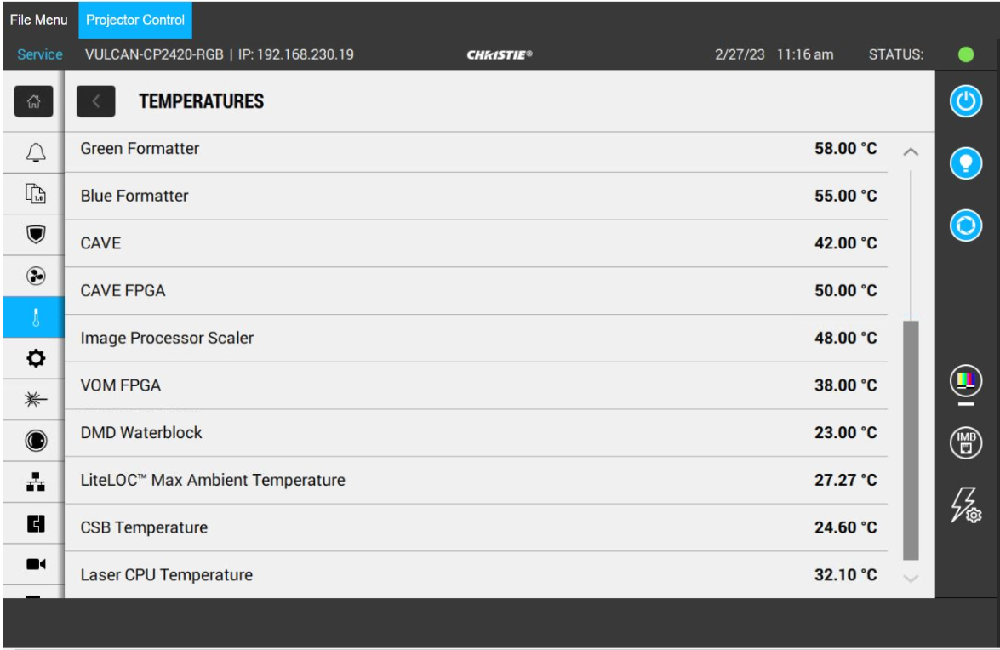 File Menu Projector Control
Service VULCAN-CP2420-RGB | IP: 192.168.230.19 CHRISTIE® 2/27/23 11:16 am STATUS:
TEMPERATURES
Green Formatter 58.00 °C
Blue Formatter 55.00 °C
1.0
CAVE 42.00 °C
CAVE FPGA 50.00 °C
Image Processor Scaler 48.00 °C
VOM FPGA 38.00 °C
DMD Waterblock 23.00 °C
IMB
LiteLOC™ Max Ambient Temperature 27.27 °C
CSB Temperature 24.60 °C
Laser CPU Temperature 32.10 °C